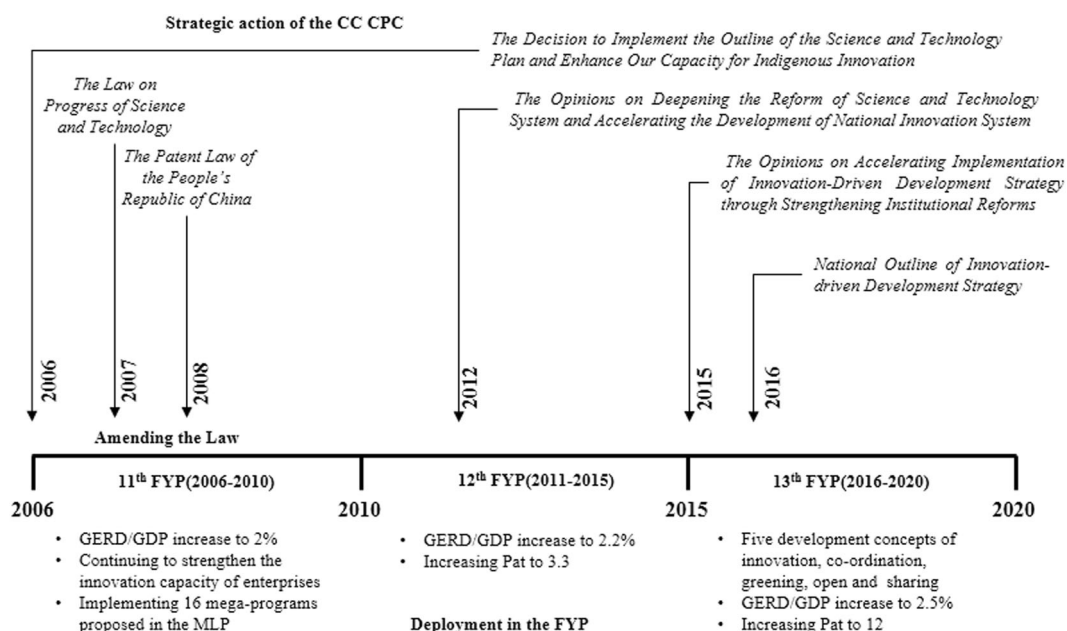 Strategic action of the CC CPC
The Decision to Implement the Outline of the Science and Technology
Plan and Enhance Our Capacity for Indigenous Innovation
The Law on
Progress of Science
and Technology
The Opinions on Deepening the Reform of Science and Technology
System and Accelerating the Development of National Innovation System
The Patent Law of
the People's
Republic of China
The Opinions on Accelerating Implementation
of Innovation-Driven Development Strategy
through Strengthening Institutional Reforms
National Outline of Innovation-
driven Development Strategy
2006
2007
2008
2012
2015
2016
Amending the Law
11th FYP(2006-2010)
12th FYP(2011-2015)
13th FYP(2016-2020)
2006
2010
2015
2020
• GERD/GDP increase to 2%
• Continuing to strengthen the
innovation capacity of enterprises
• Implementing 16 mega-programs
proposed in the MLP
• GERD/GDP increase to 2.2%
• Increasing Pat to 3.3
• Five development concepts of
innovation, co-ordination,
greening, open and sharing
• GERD/GDP increase to 2.5%
• Increasing Pat to 12
Deployment in the FYP